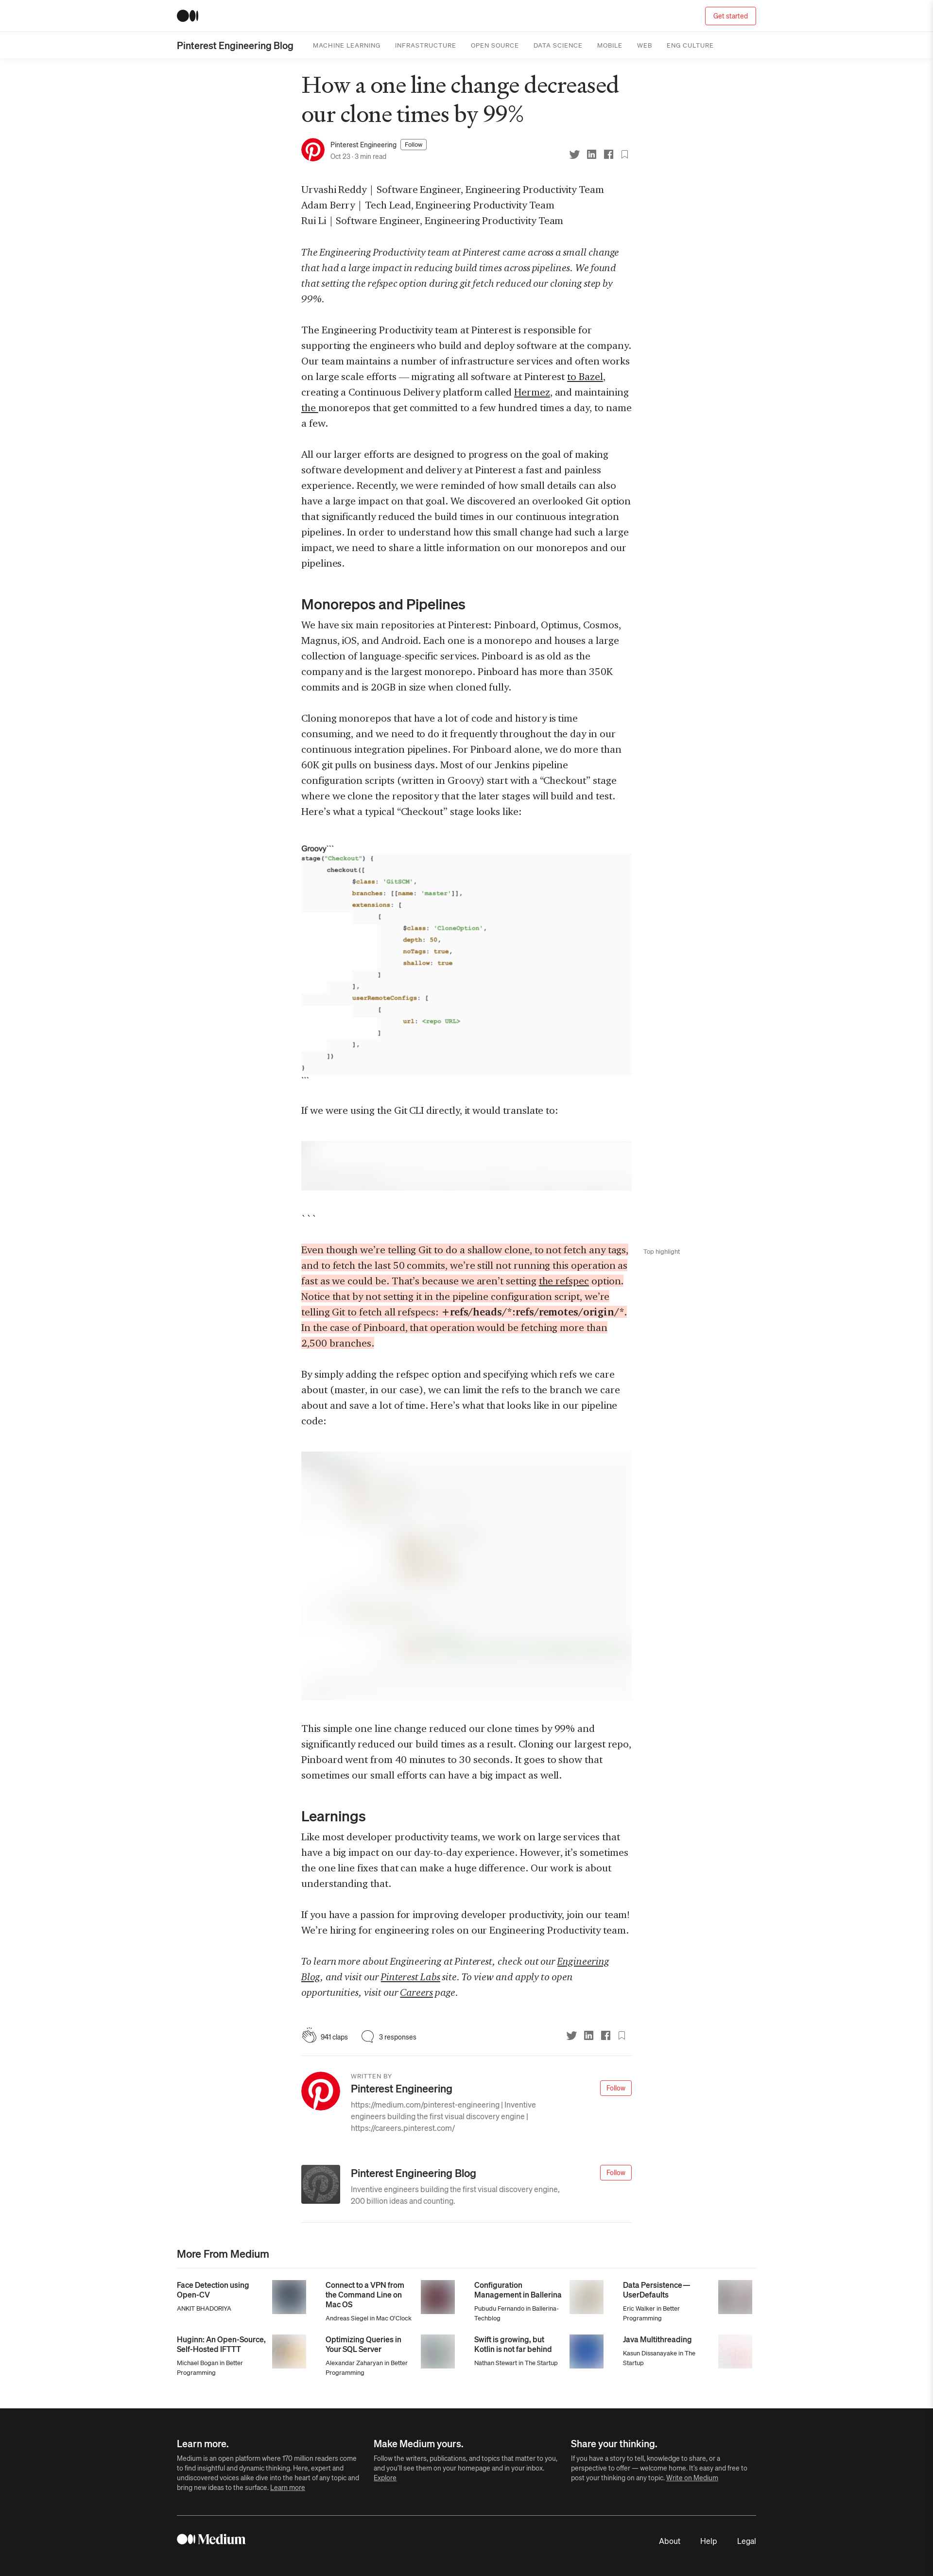 Get started
Pinterest Engineering Blog
MACHINE LEARNING INFRASTRUCTURE OPEN SOURCE DATA SCIENCE MOBILE WEB ENG CULTURE
How a one line change decreased
our clone times by 99%
Pinterest Engineering Follow
Oct 23 · 3 min read
Urvashi Reddy | Software Engineer, Engineering Productivity Team
Adam Berry | Tech Lead, Engineering Productivity Team
Rui Li | Software Engineer, Engineering Productivity Team
The Engineering Productivity team at Pinterest came across a small change
that had a large impact in reducing build times across pipelines. We found
that setting the refspec option during git fetch reduced our cloning step by
99%.
The Engineering Productivity team at Pinterest is responsible for
supporting the engineers who build and deploy software at the company.
Our team maintains a number of infrastructure services and often works
on large scale efforts — migrating all software at Pinterest to Bazel,
creating a Continuous Delivery platform called Hermez, and maintaining
the monorepos that get committed to a few hundred times a day, to name
a few.
All our larger efforts are designed to progress on the goal of making
software development and delivery at Pinterest a fast and painless
experience. Recently, we were reminded of how small details can also
have a large impact on that goal. We discovered an overlooked Git option
that significantly reduced the build times in our continuous integration
pipelines. In order to understand how this small change had such a large
impact, we need to share a little information on our monorepos and our
pipelines.
Monorepos and Pipelines
We have six main repositories at Pinterest: Pinboard, Optimus, Cosmos,
Magnus, iOS, and Android. Each one is a monorepo and houses a large
collection of language-specific services. Pinboard is as old as the
company and is the largest monorepo. Pinboard has more than 350K
commits and is 20GB in size when cloned fully.
Cloning monorepos that have a lot of code and history is time
consuming, and we need to do it frequently throughout the day in our
continuous integration pipelines. For Pinboard alone, we do more than
60K git pulls on business days. Most of our Jenkins pipeline
configuration scripts (written in Groovy) start with a “Checkout” stage
where we clone the repository that the later stages will build and test.
Here’s what a typical “Checkout” stage looks like:
Groovy```
stage("Checkout") {
checkout([
$class: 'GitSCM',
branches: [[name: 'master']],
extensions: [
[
$class: 'CloneOption',
depth: 50,
noTags: true,
shallow: true
]
],
userRemoteConfigs: [
[
url: <repo URL>
]
],
])
}
```
If we were using the Git CLI directly, it would translate to:
```
Even though we’re telling Git to do a shallow clone, to not fetch any tags, Top highlight
and to fetch the last 50 commits, we’re still not running this operation as
fast as we could be. That’s because we aren’t setting the refspec option.
Notice that by not setting it in the pipeline configuration script, we’re
telling Git to fetch all refspecs: +refs/heads/*:refs/remotes/origin/*.
In the case of Pinboard, that operation would be fetching more than
2,500 branches.
By simply adding the refspec option and specifying which refs we care
about (master, in our case), we can limit the refs to the branch we care
about and save a lot of time. Here’s what that looks like in our pipeline
code:
This simple one line change reduced our clone times by 99% and
significantly reduced our build times as a result. Cloning our largest repo,
Pinboard went from 40 minutes to 30 seconds. It goes to show that
sometimes our small efforts can have a big impact as well.
Learnings
Like most developer productivity teams, we work on large services that
have a big impact on our day-to-day experience. However, it’s sometimes
the one line fixes that can make a huge difference. Our work is about
understanding that.
If you have a passion for improving developer productivity, join our team!
We’re hiring for engineering roles on our Engineering Productivity team.
To learn more about Engineering at Pinterest, check out our Engineering
Blog, and visit our Pinterest Labs site. To view and apply to open
opportunities, visit our Careers page.
941 claps 3 responses
WRITTEN BY
Pinterest Engineering Follow
https://medium.com/pinterest-engineering | Inventive
engineers building the first visual discovery engine |
https://careers.pinterest.com/
Pinterest Engineering Blog Follow
Inventive engineers building the first visual discovery engine,
200 billion ideas and counting.
More From Medium
Face Detection using
Open-CV
ANKIT BHADORIYA
Connect to a VPN from
the Command Line on
Mac OS
Andreas Siegel in Mac O’Clock
Configuration
Management in Ballerina
Pubudu Fernando in Ballerina-
Techblog
Data Persistence —
UserDefaults
Eric Walker in Better
Programming
Huginn: An Open-Source,
Self-Hosted IFTTT
Michael Bogan in Better
Programming
Optimizing Queries in
Your SQL Server
Alexandar Zaharyan in Better
Programming
Swift is growing, but
Kotlin is not far behind
Nathan Stewart in The Startup
Java Multithreading
Kasun Dissanayake in The
Startup
Learn more.
Medium is an open platform where 170 million readers come
to find insightful and dynamic thinking. Here, expert and
undiscovered voices alike dive into the heart of any topic and
bring new ideas to the surface. Learn more
Make Medium yours.
Follow the writers, publications, and topics that matter to you,
and you’ll see them on your homepage and in your inbox.
Explore
Share your thinking.
If you have a story to tell, knowledge to share, or a
perspective to offer — welcome home. It’s easy and free to
post your thinking on any topic. Write on Medium
Medium
About Help Legal